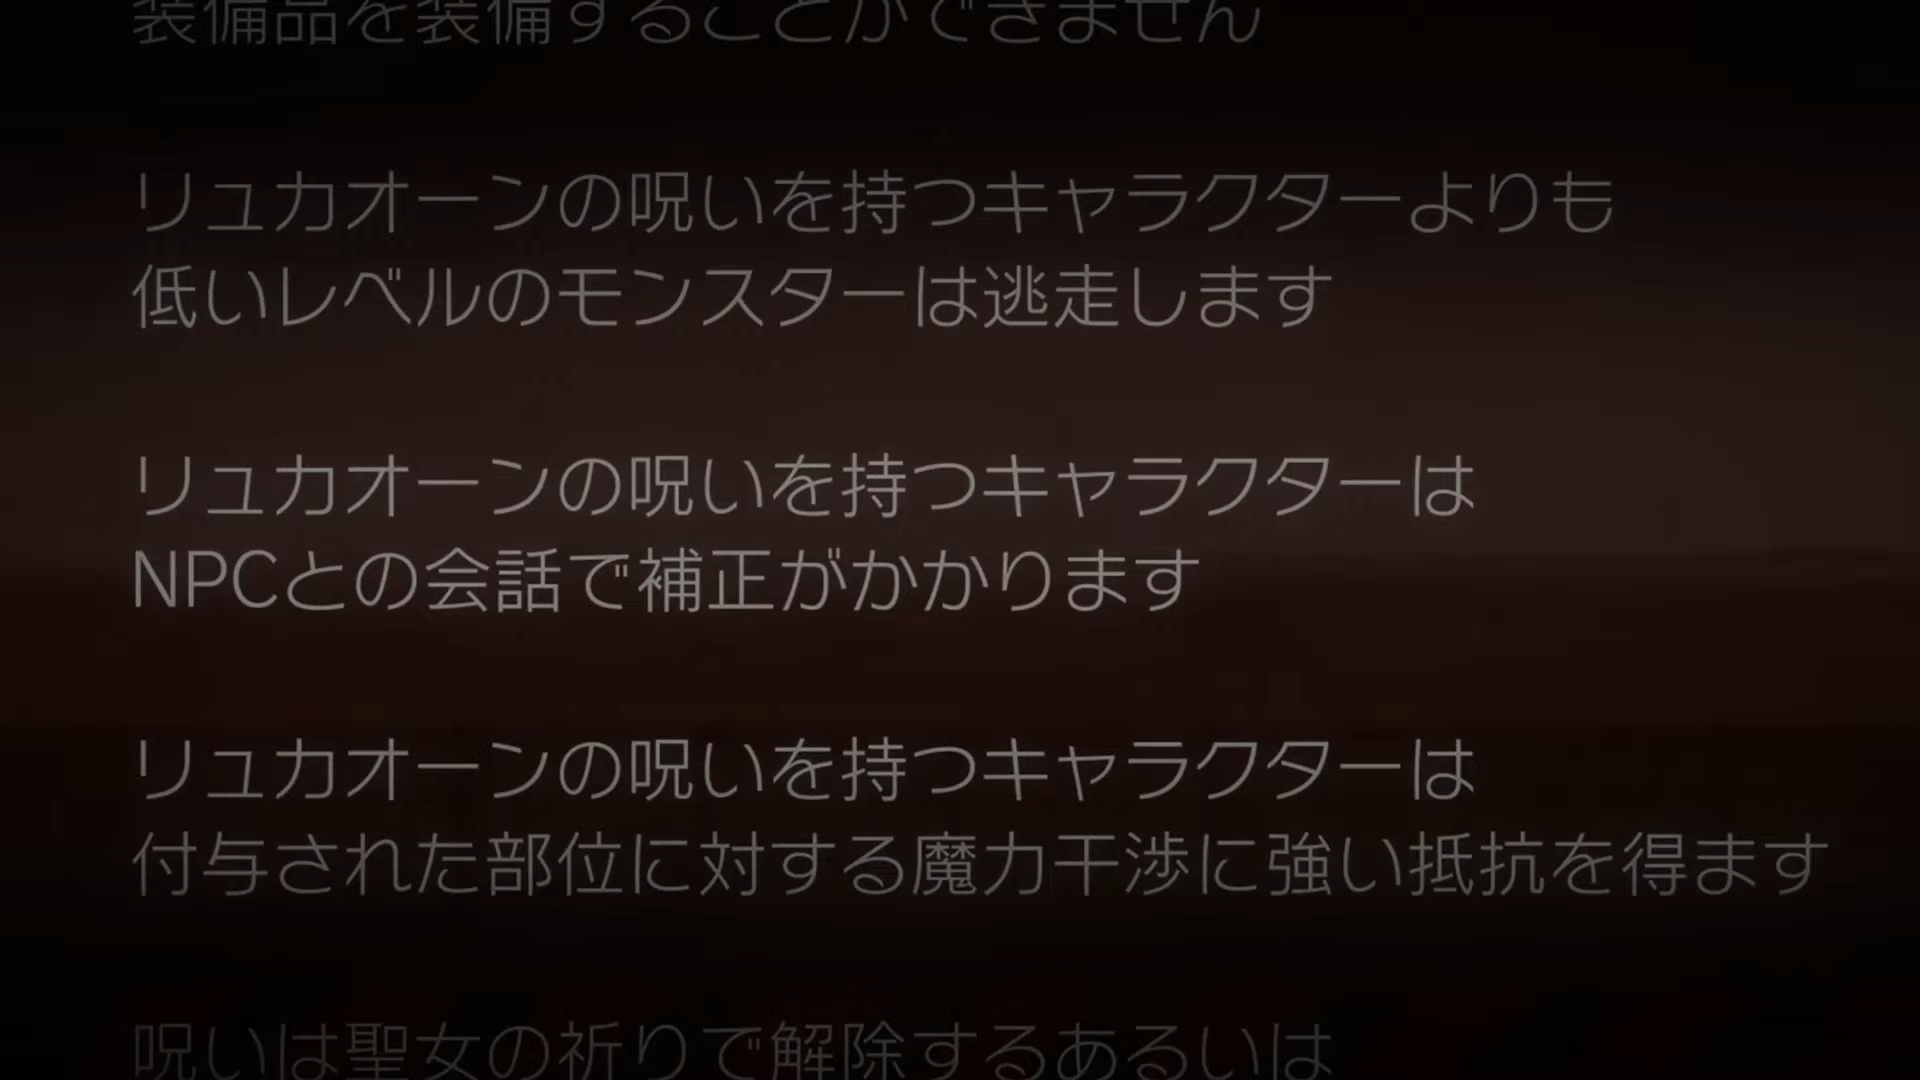 装備品を装備することができません
リュカオーンの呪いを持つキャラクターよりも
低いレベルのモンスターは逃走します
リュカオーンの呪いを持つキャラクターは
NPCとの会話で補正がかかります
リュカオーンの呪いを持つキャラクターは
付与された部位に対する魔力干渉に強い抵抗を得ます
呪いは聖女の祈りで解除するあるいは